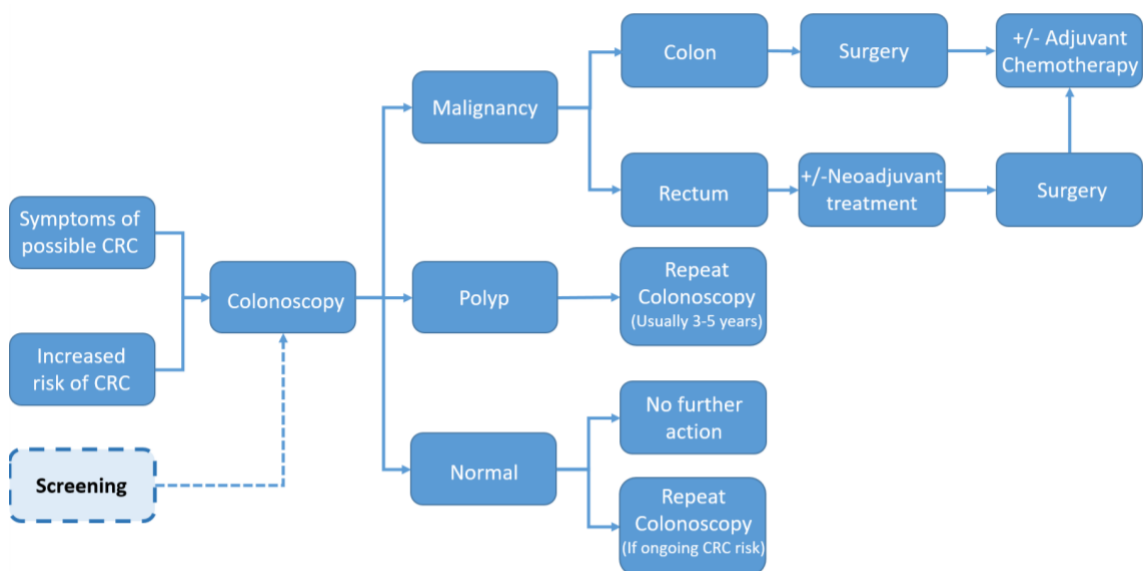 Symptoms of
possible CRC
Increased
risk of CRC
Screening
Colonoscopy
Malignancy
Polyp
Normal
Colon
Surgery
+/- Adjuvant
Chemotherapy
Rectum
+/-Neoadjuvant
treatment
Surgery
Repeat
Colonoscopy
(Usually 3-5 years)
No further
action
Repeat
Colonoscopy
(If ongoing CRC risk)